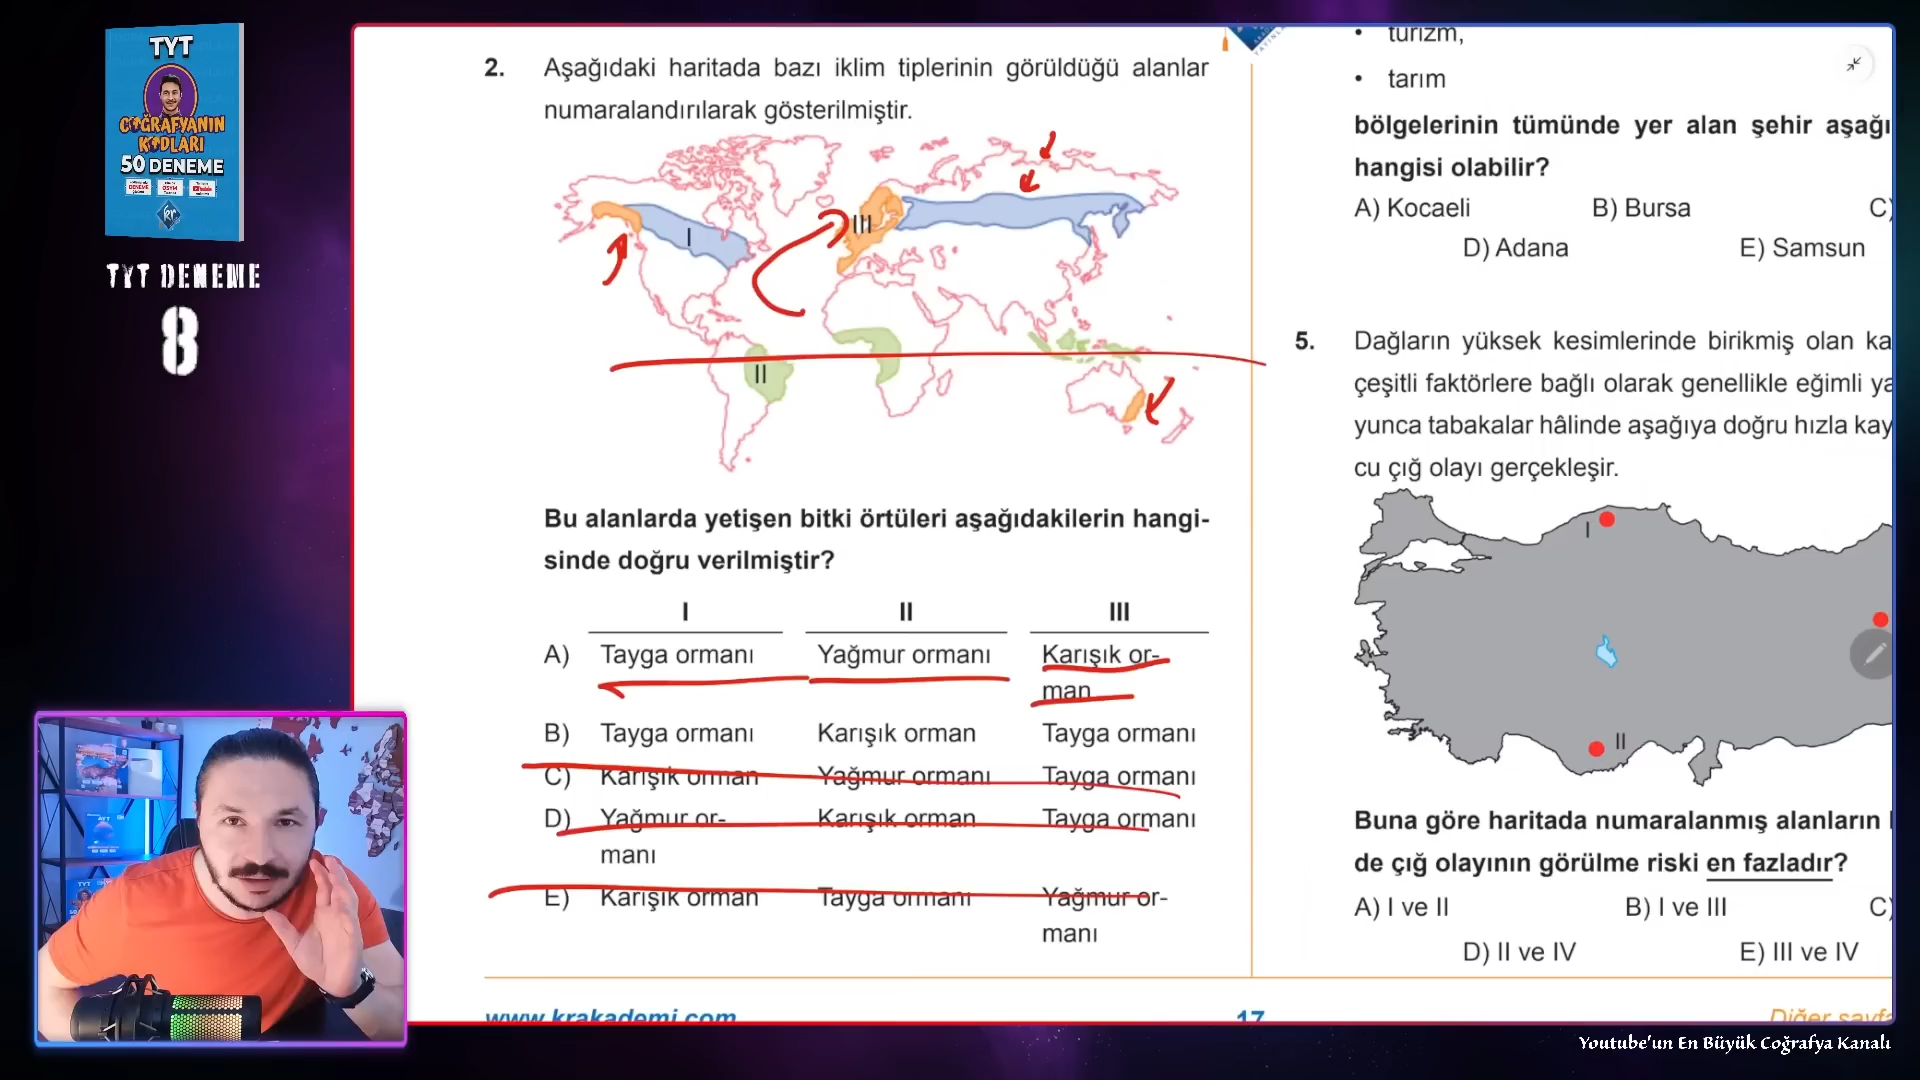 TYT
COĞRAFYANIN
KODLARI
50 DENEME
kr
TYT DENEME
8
2. Aşağıdaki haritada bazı iklim tiplerinin görüldüğü alanlar
numaralandırılarak gösterilmiştir.
I
II
III
Bu alanlarda yetişen bitki örtüleri aşağıdakilerin hangi-
sinde doğru verilmiştir?
I II III
A) Tayga ormanı Yağmur ormanı Karışık or-
man
B) Tayga ormanı Karışık orman Tayga ormanı
C) Karışık orman Yağmur ormanı Tayga ormanı
D) Yağmur or- Karışık orman Tayga ormanı
manı
E) Karışık orman Tayga ormanı Yağmur or-
manı
www.krakademi.com
17
• turizm,
• tarım
bölgelerinin tümünde yer alan şehir aşağı
hangisi olabilir?
A) Kocaeli B) Bursa C)
D) Adana E) Samsun
5. Dağların yüksek kesimlerinde birikmiş olan ka
çeşitli faktörlere bağlı olarak genellikle eğimli ya
yunca tabakalar hâlinde aşağıya doğru hızla kay
cu çığ olayı gerçekleşir.
I
II
Buna göre haritada numaralanmış alanların
de çığ olayının görülme riski en fazladır?
A) I ve II B) I ve III C)
D) II ve IV E) III ve IV
Diğer sayfa
Youtube'un En Büyük Coğrafya Kanalı